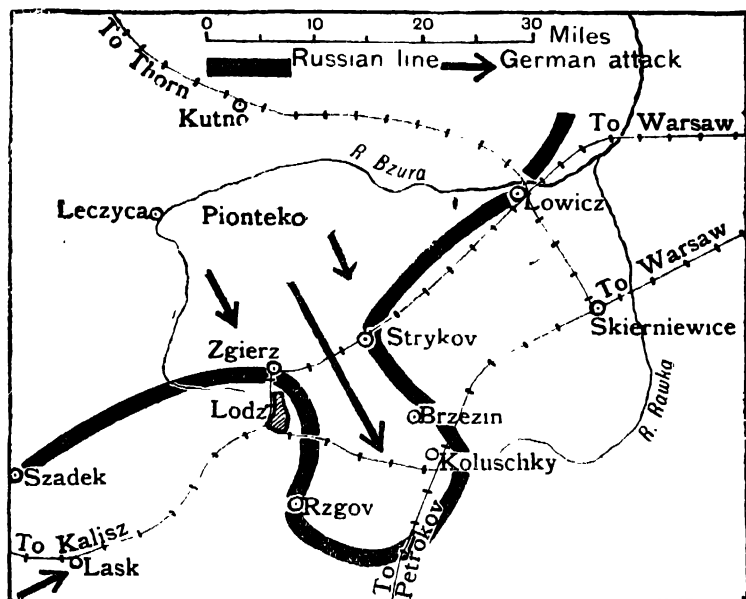 0 10 20 30
Miles
Russian line German attack
To Thorn
Kutno
To Warsaw
R. Bzura
Leczyca
Pionteko
Lowicz
To Warsaw
Skierniewice
Strykov
Zgierz
Lodz
Brzezin
R. Rawka
Koluschky
Szadek
Rzgov
To Kalisz
To Petrokov
Lask